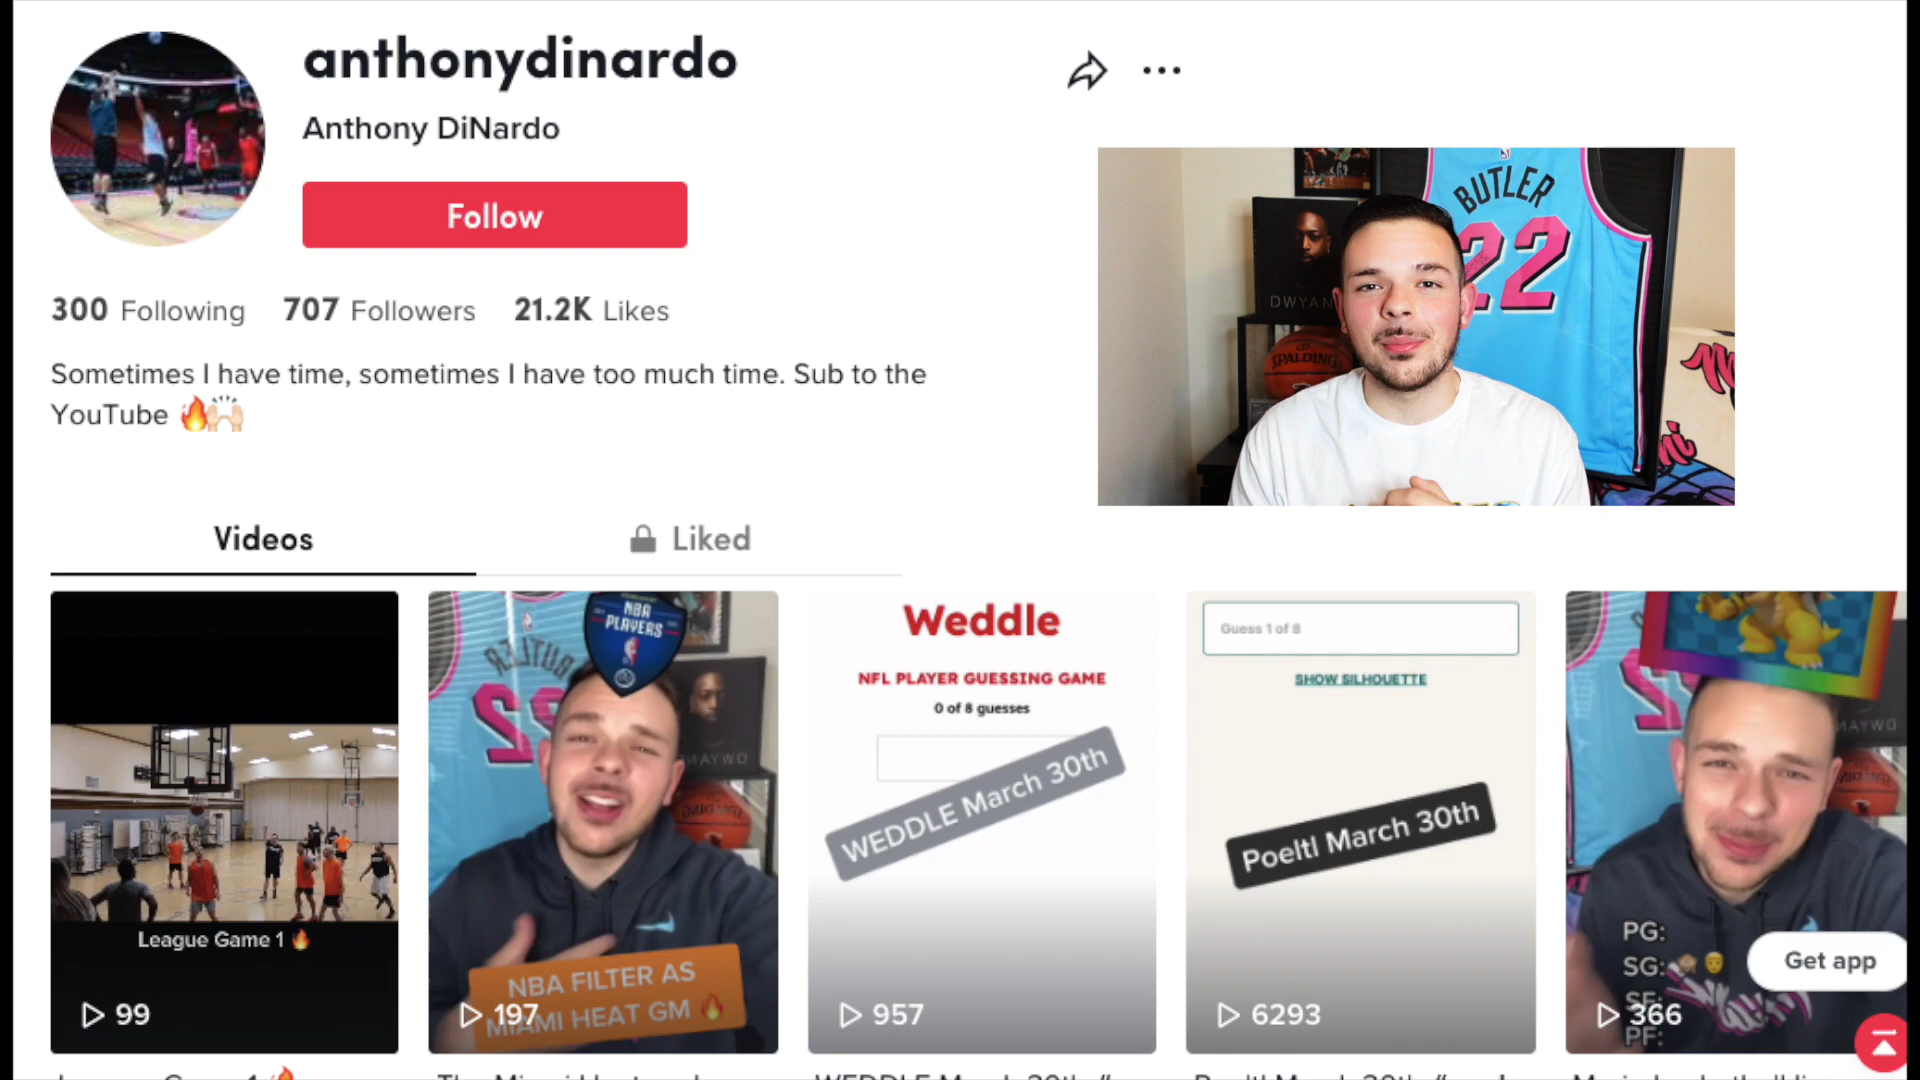 anthonydinardo
Anthony DiNardo
Follow
300 Following 707 Followers 21.2K Likes
Sometimes I have time, sometimes I have too much time. Sub to the
YouTube 🔥🙌🏻
BUTLER
22
DWYAN
SPALDING
Videos
Liked
League Game 1 🔥
99
NBA
PLAYERS
BUTLER
22
NBA FILTER AS
MIAMI HEAT GM 🔥
197
Weddle
NFL PLAYER GUESSING GAME
0 of 8 guesses
WEDDLE March 30th
957
Guess 1 of 8
SHOW SILHOUETTE
Poeltl March 30th
6293
PG:
SG:🙈👨
SF:
PF:
366
Get app